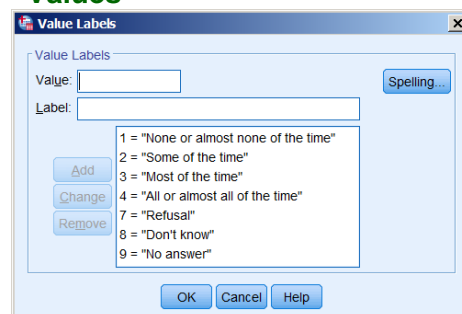 Values
Value Labels
Value Labels
Value:
Spelling...
Label:
1 = "None or almost none of the time"
2 = "Some of the time"
3 = "Most of the time"
4 = "All or almost all of the time"
7 = "Refusal"
8 = "Don't know"
9 = "No answer"
Add
Change
Remove
OK Cancel Help